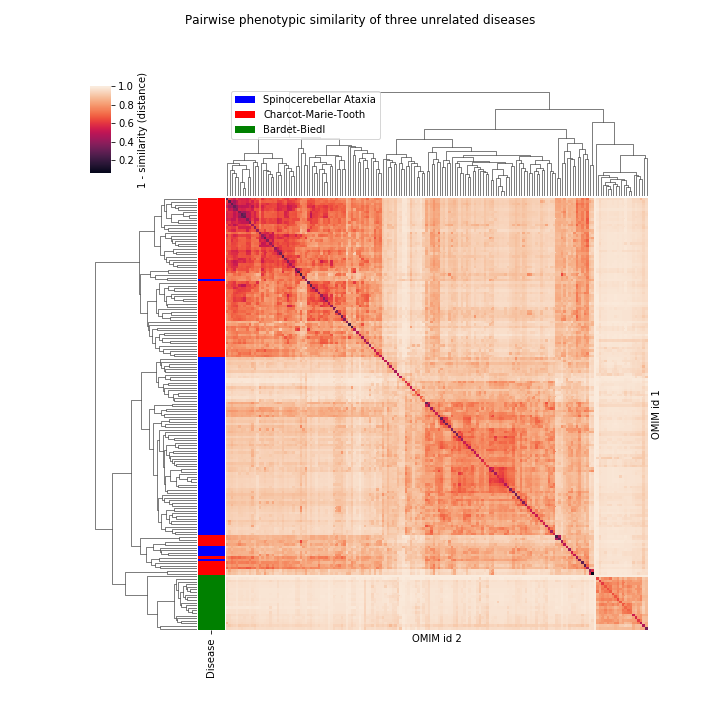 Pairwise phenotypic similarity of three unrelated diseases
1.0
0.8
0.6
0.4
0.2
1 - similarity (distance)
Spinocerebellar Ataxia
Charcot-Marie-Tooth
Bardet-Biedl
OMIM id 1
OMIM id 2
Disease